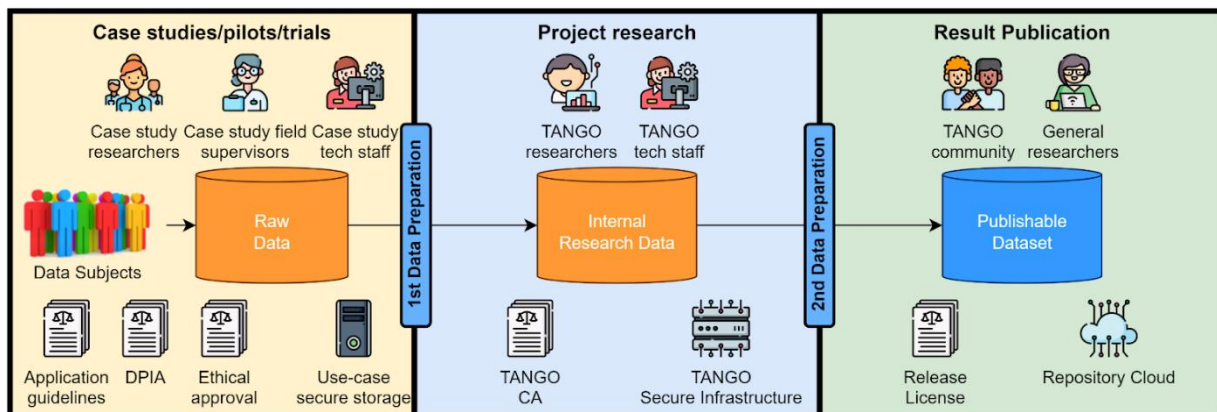 Case studies/pilots/trials
Case study
researchers
Case study field
supervisors
Case study
tech staff
Raw
Data
Data Subjects
Application
guidelines
DPIA
Ethical
approval
Use-case
secure storage
1st Data Preparation
Project research
TANGO
researchers
TANGO
tech staff
Internal
Research Data
TANGO
CA
TANGO
Secure Infrastructure
2nd Data Preparation
Result Publication
TANGO
community
General
researchers
Publishable
Dataset
Release
License
Repository Cloud